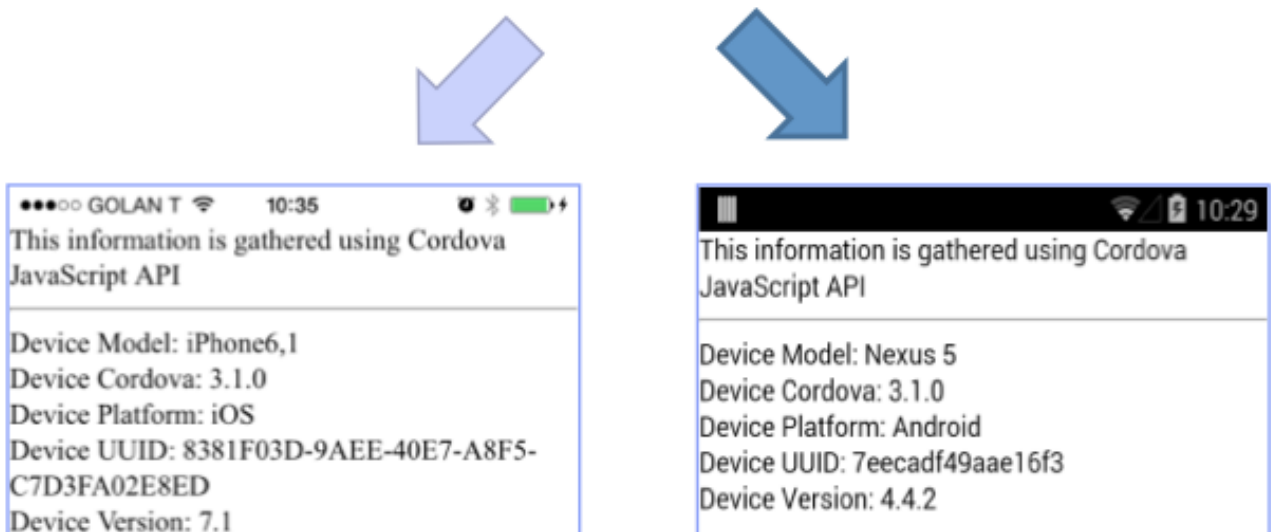 ●●●○○ GOLAN T 10:35
This information is gathered using Cordova
JavaScript API
Device Model: iPhone6,1
Device Cordova: 3.1.0
Device Platform: iOS
Device UUID: 8381F03D-9AEE-40E7-A8F5-
C7D3FA02E8ED
Device Version: 7.1
10:29
This information is gathered using Cordova
JavaScript API
Device Model: Nexus 5
Device Cordova: 3.1.0
Device Platform: Android
Device UUID: 7eecadf49aae16f3
Device Version: 4.4.2